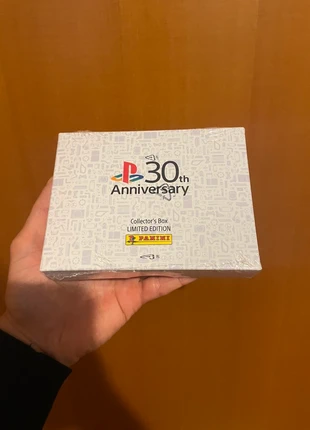 30th
Anniversary
Collector's Box
LIMITED EDITION
PANINI